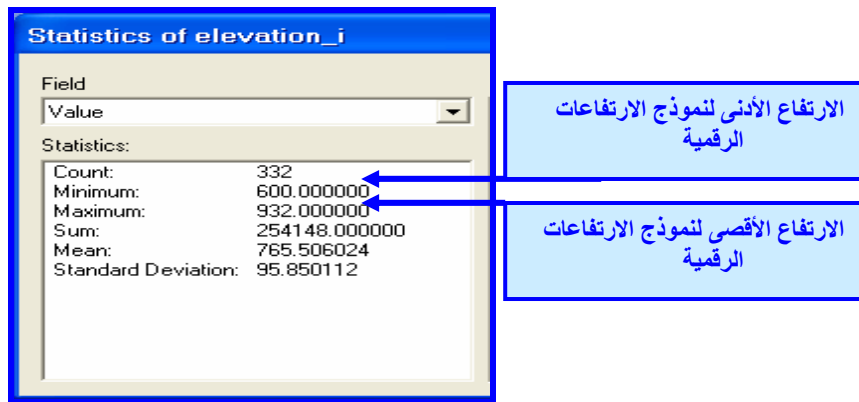 Statistics of elevation_i
Field
Value
Statistics:
Count: 332
Minimum: 600.000000
Maximum: 932.000000
Sum: 254148.000000
Mean: 765.506024
Standard Deviation: 95.850112
الارتفاع الأدنى لنموذج الارتفاعات
الرقمية
الارتفاع الأقصى لنموذج الارتفاعات
الرقمية